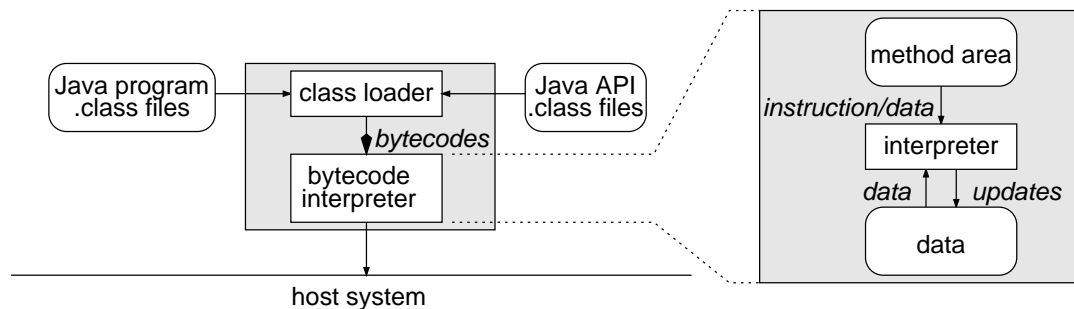 Java program
.class files
class loader
Java API
.class files
bytecodes
bytecode
interpreter
host system
method area
instruction/data
interpreter
data
updates
data